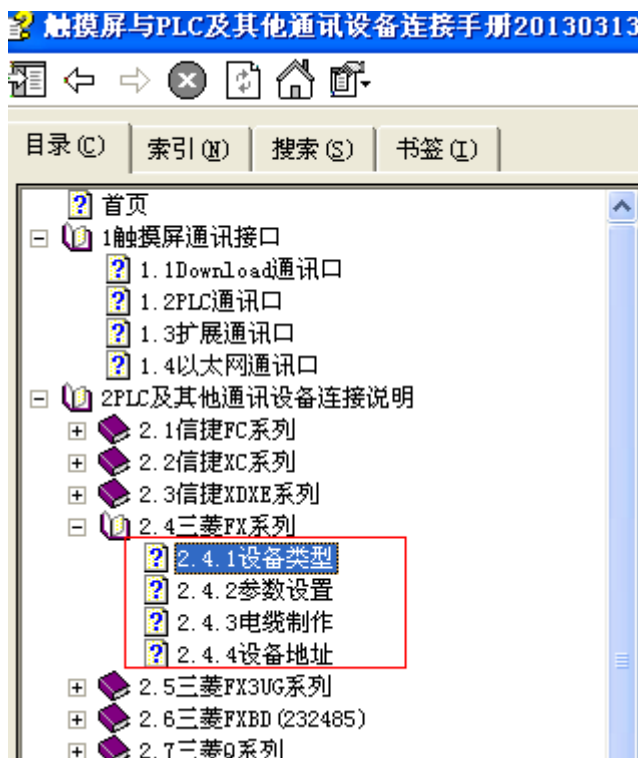 触摸屏与PLC及其他通讯设备连接手册20130313
目录(C) 索引(N) 搜索(S) 书签(I)
首页
1触摸屏通讯接口
1.1Download通讯口
1.2PLC通讯口
1.3扩展通讯口
1.4以太网通讯口
2PLC及其他通讯设备连接说明
2.1信捷FC系列
2.2信捷XC系列
2.3信捷XDXE系列
2.4三菱FX系列
2.4.1设备类型
2.4.2参数设置
2.4.3电缆制作
2.4.4设备地址
2.5三菱FX3UG系列
2.6三菱FXBD(232485)
2.7三菱Q系列